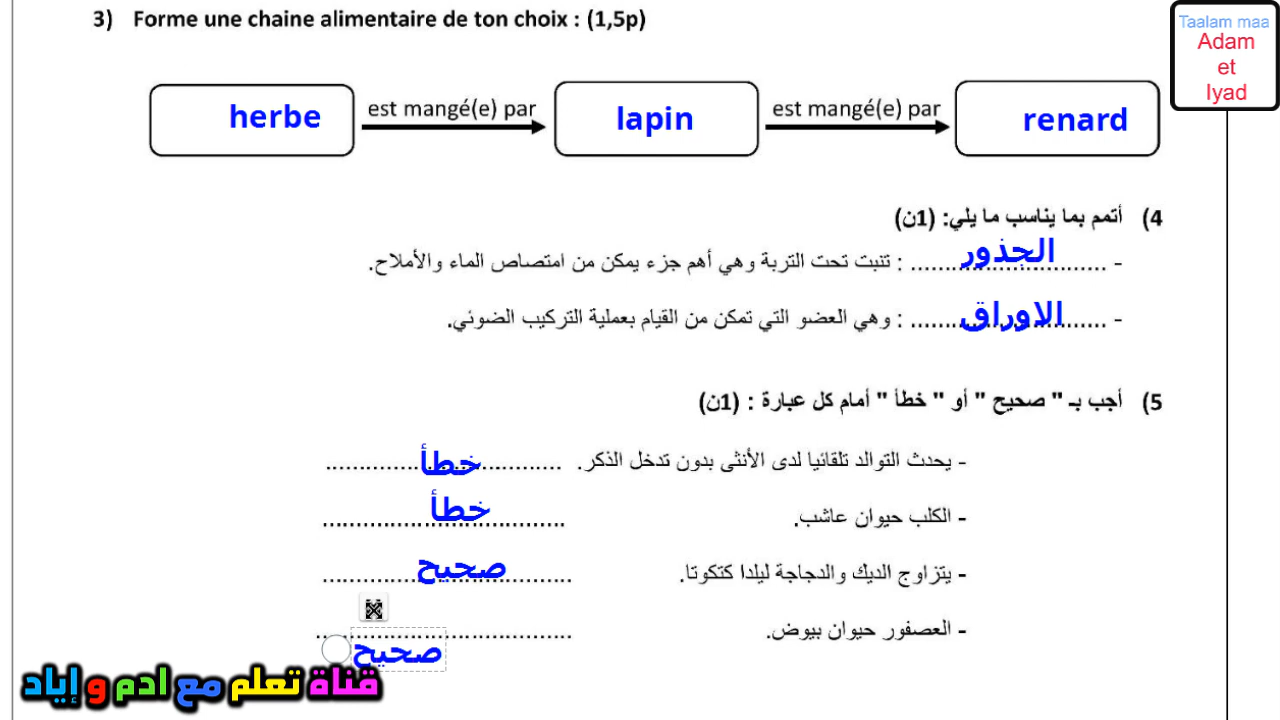 3) Forme une chaine alimentaire de ton choix : (1,5p)
Taalam maa
Adam
et
Iyad
herbe est mangé(e) par lapin est mangé(e) par renard
4) أتمم بما يناسب ما يلي: (1ن)
- الجذور : تنبت تحت التربة وهي أهم جزء يمكن من امتصاص الماء والأملاح.
- الاوراق : وهي العضو التي تمكن من القيام بعملية التركيب الضوئي.
5) أجب بـ " صحيح " أو " خطأ " أمام كل عبارة : (1ن)
- يحدث التوالد تلقائيا لدى الأنثى بدون تدخل الذكر. خطأ
- الكلب حيوان عاشب. خطأ
- يتزاوج الديك والدجاجة ليلدا كتكوتا. صحيح
- العصفور حيوان بيوض.
صحيح
قناة تعلم مع ادم و إياد